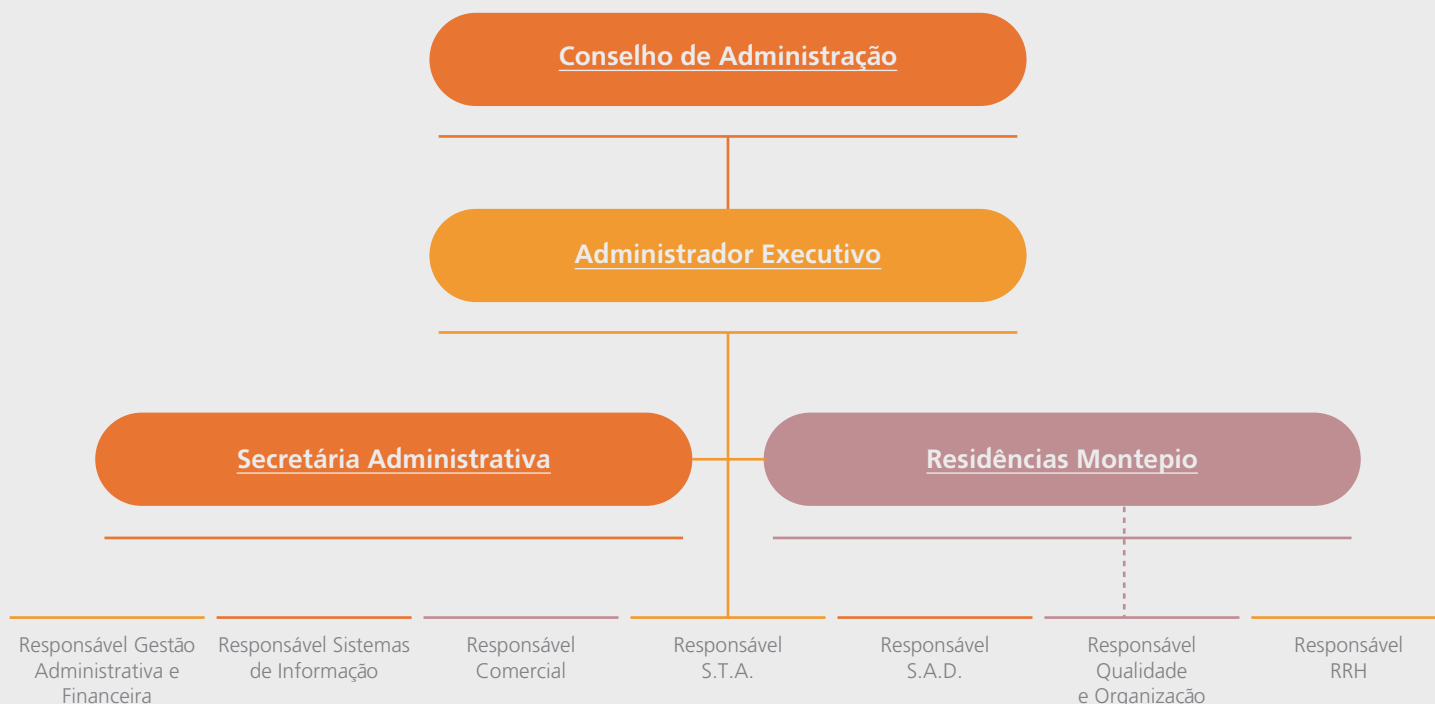 Conselho de Administração
Administrador Executivo
Secretária Administrativa
Residências Montepio
Responsável Gestão
Administrativa e
Financeira
Responsável Sistemas
de Informação
Responsável
Comercial
Responsável
S.T.A.
Responsável
S.A.D.
Responsável
Qualidade
e Organização
Responsável
RRH